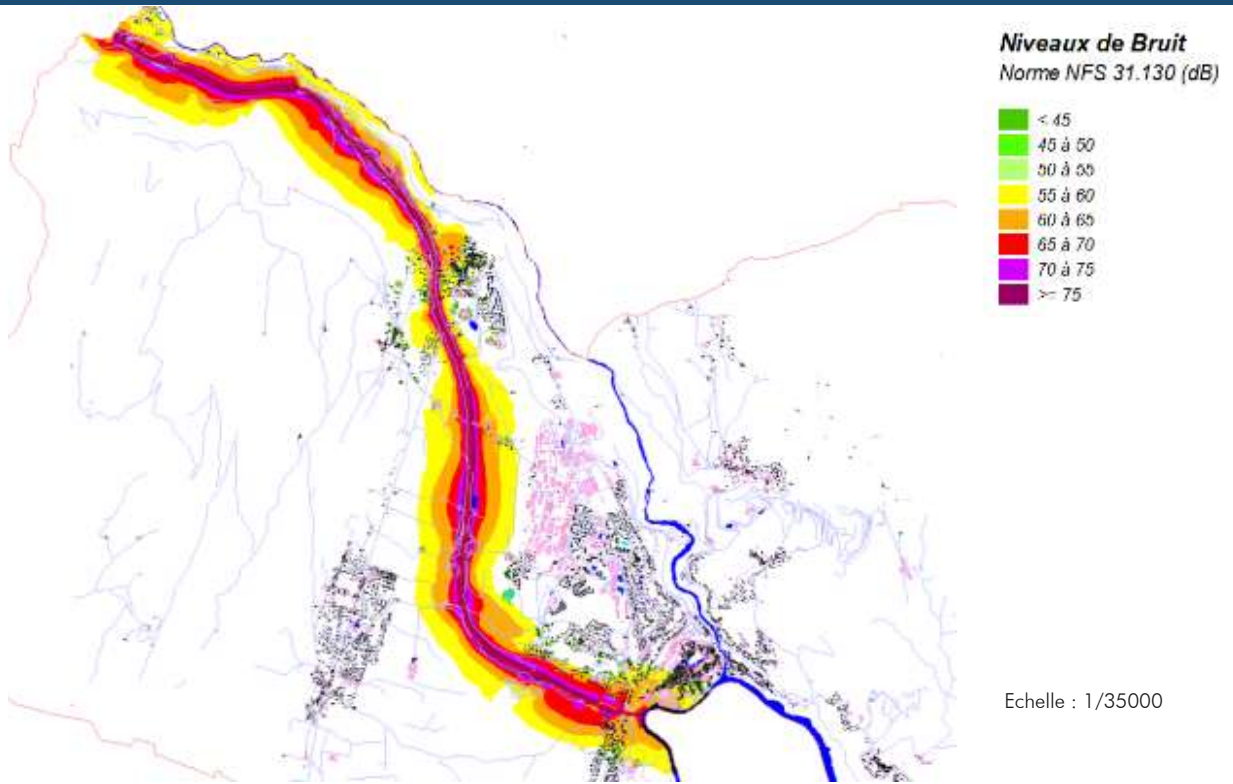 Niveaux de Bruit
Norme NFS 31.130 (dB)
< 45
45 à 50
50 à 55
55 à 60
60 à 65
65 à 70
70 à 75
>= 75
Echelle : 1/35000